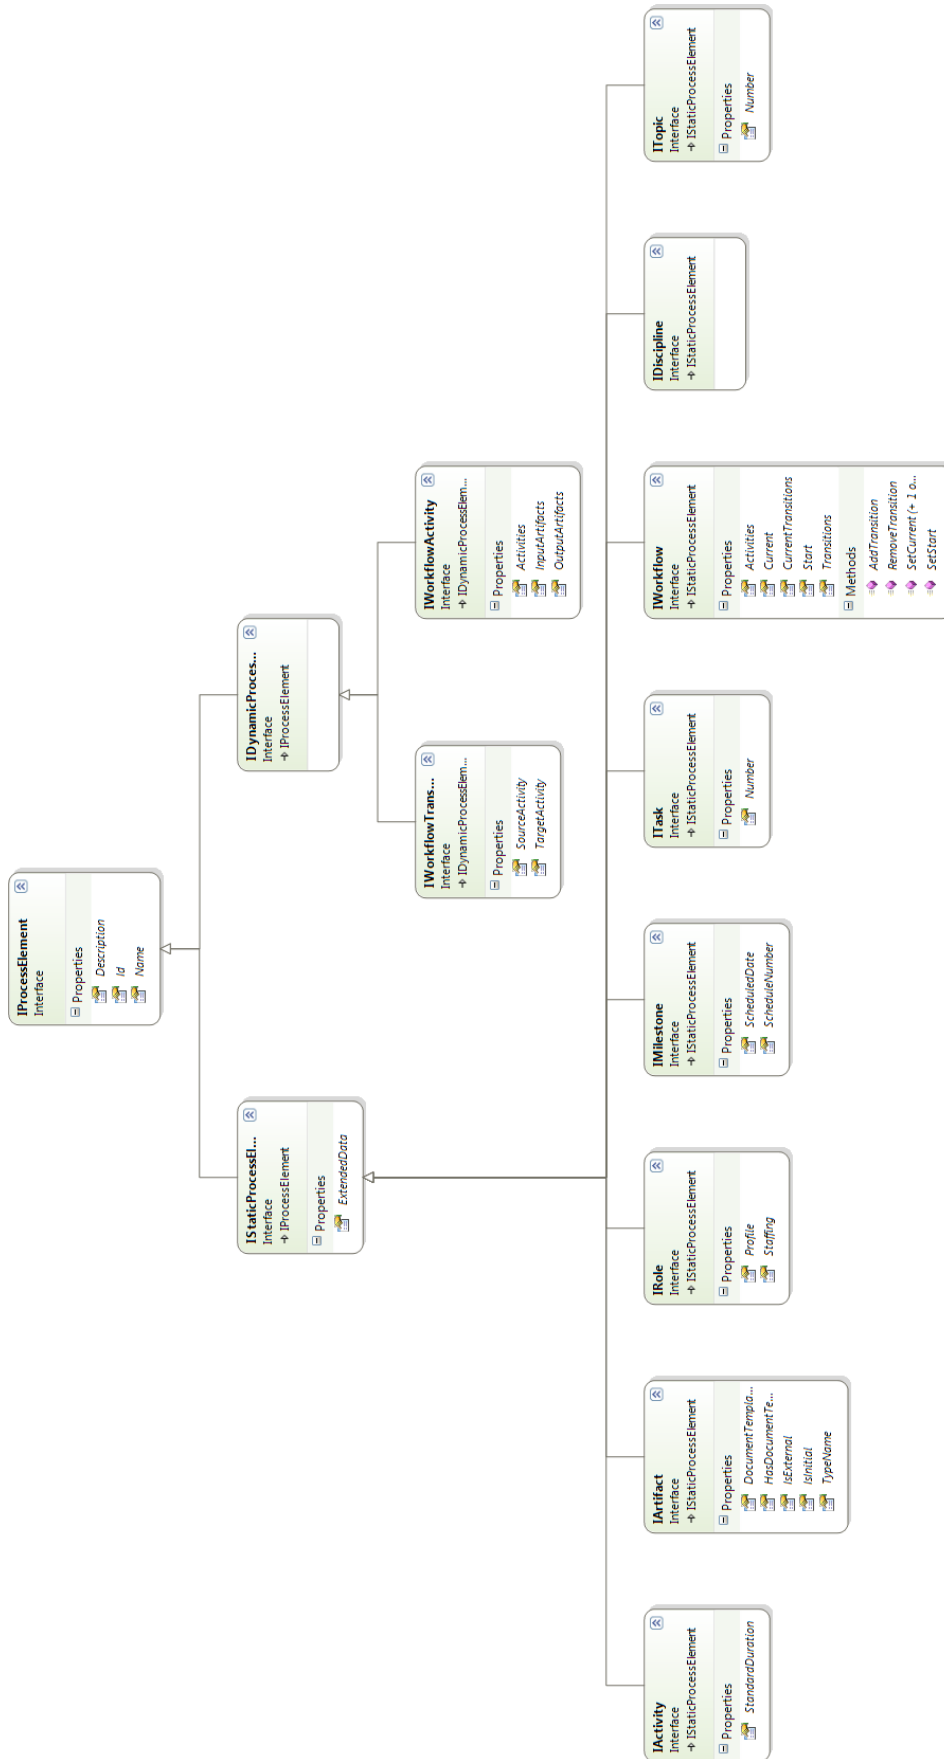 IProcessElement
Interface
Properties
Description
Id
Name
IStaticProcessEl...
Interface
IProcessElement
Properties
ExtendedData
IDynamicProces...
Interface
IProcessElement
IWorkflowTrans...
Interface
IDynamicProcessElem...
Properties
SourceActivity
TargetActivity
IWorkflowActivity
Interface
IDynamicProcessElem...
Properties
Activities
InputArtifacts
OutputArtifacts
IActivity
Interface
IStaticProcessElement
Properties
StandardDuration
IArtifact
Interface
IStaticProcessElement
Properties
DocumentTempla...
HasDocumentTe...
IsExternal
IsInitial
TypeName
IRole
Interface
IStaticProcessElement
Properties
Profile
Staffing
IMilestone
Interface
IStaticProcessElement
Properties
ScheduledDate
ScheduleNumber
ITask
Interface
IStaticProcessElement
Properties
Number
IWorkflow
Interface
IStaticProcessElement
Properties
Activities
Current
CurrentTransitions
Start
Transitions
Methods
AddTransition
RemoveTransition
SetCurrent (+ 1 o...
SetStart
IDiscipline
Interface
IStaticProcessElement
ITopic
Interface
IStaticProcessElement
Properties
Number